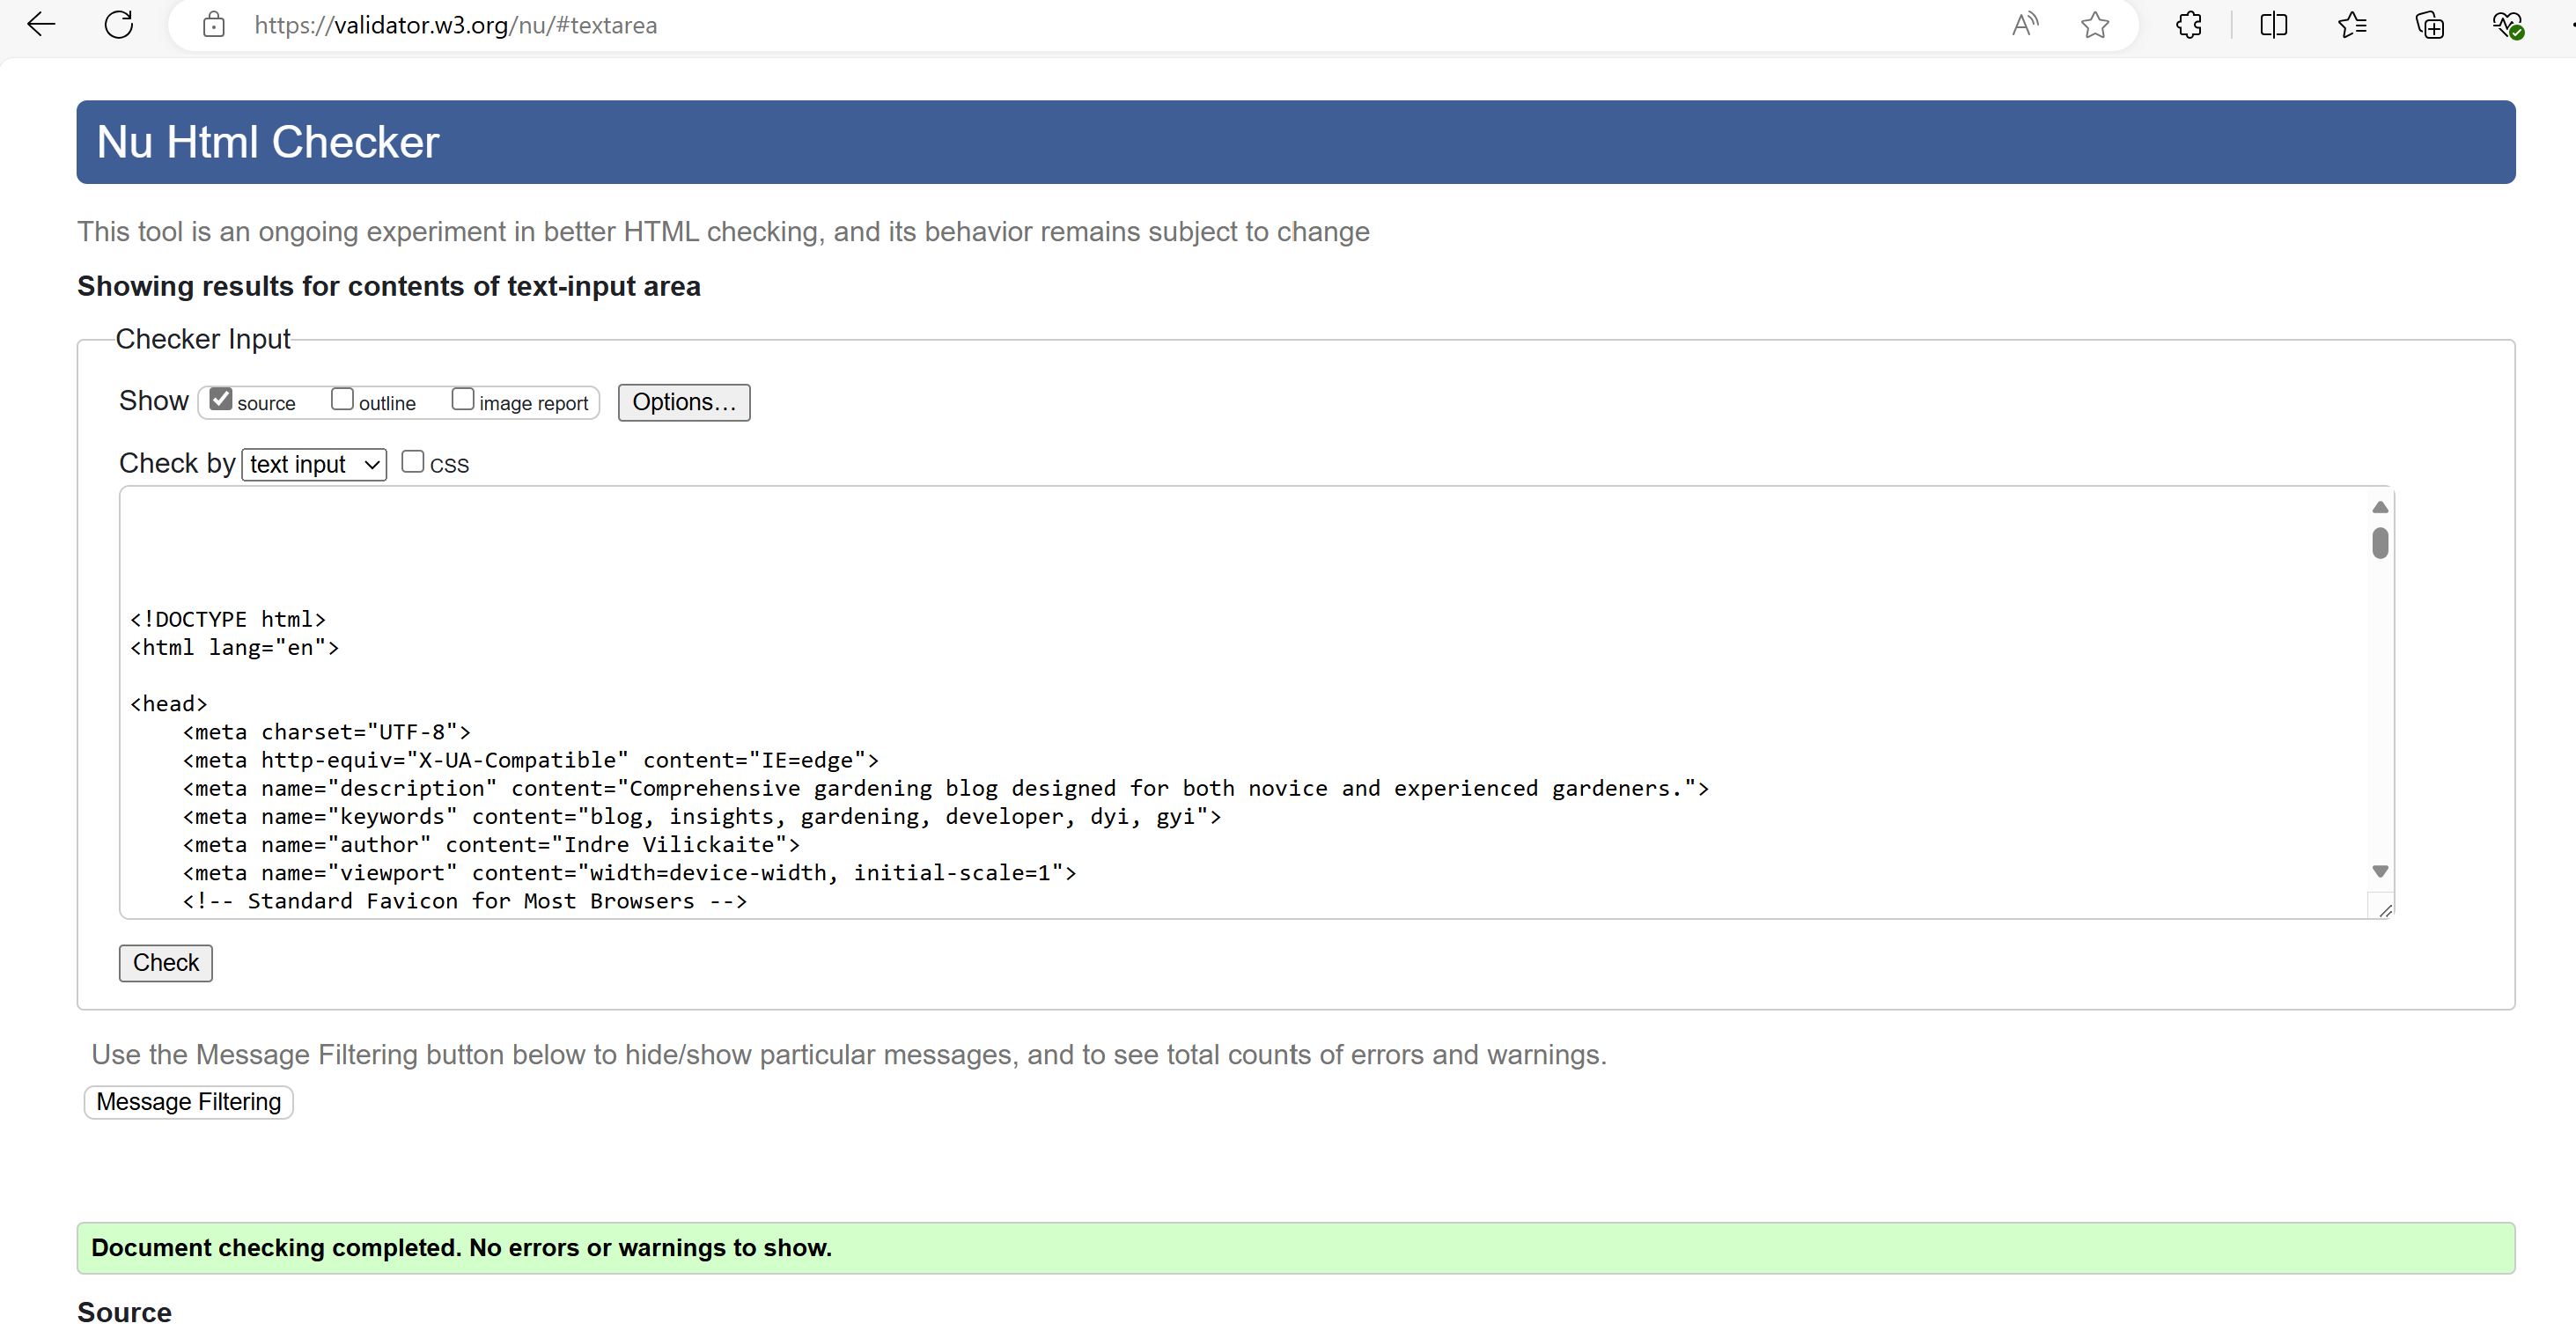 https://validator.w3.org/nu/#textarea
Nu Html Checker
This tool is an ongoing experiment in better HTML checking, and its behavior remains subject to change
Showing results for contents of text-input area
Checker Input
Show source outline image report Options...
Check by text input CSS
<!DOCTYPE html>
<html lang="en">
<head>
<meta charset="UTF-8">
<meta http-equiv="X-UA-Compatible" content="IE=edge">
<meta name="description" content="Comprehensive gardening blog designed for both novice and experienced gardeners.">
<meta name="keywords" content="blog, insights, gardening, developer, dyi, gyi">
<meta name="author" content="Indre Vilickaite">
<meta name="viewport" content="width=device-width, initial-scale=1">
<!-- Standard Favicon for Most Browsers -->
Check
Use the Message Filtering button below to hide/show particular messages, and to see total counts of errors and warnings.
Message Filtering
Document checking completed. No errors or warnings to show.
Source